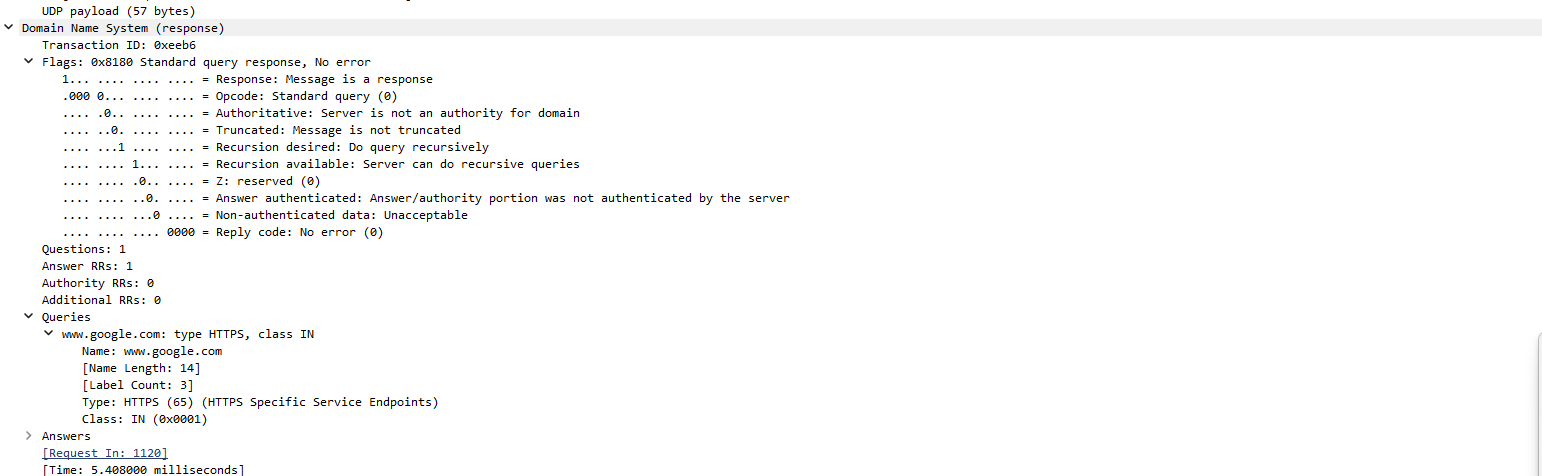 UDP payload (57 bytes)
Domain Name System (response)
Transaction ID: 0xeeb6
Flags: 0x8180 Standard query response, No error
1... .... .... .... = Response: Message is a response
.000 0... .... .... = Opcode: Standard query (0)
.... .0.. .... .... = Authoritative: Server is not an authority for domain
.... ..0. .... .... = Truncated: Message is not truncated
.... ...1 .... .... = Recursion desired: Do query recursively
.... .... 1... .... = Recursion available: Server can do recursive queries
.... .... .0.. .... = Z: reserved (0)
.... .... ..0. .... = Answer authenticated: Answer/authority portion was not authenticated by the server
.... .... ...0 .... = Non-authenticated data: Unacceptable
.... .... .... 0000 = Reply code: No error (0)
Questions: 1
Answer RRs: 1
Authority RRs: 0
Additional RRs: 0
Queries
www.google.com: type HTTPS, class IN
Name: www.google.com
[Name Length: 14]
[Label Count: 3]
Type: HTTPS (65) (HTTPS Specific Service Endpoints)
Class: IN (0x0001)
Answers
[Request In: 1120]
[Time: 5.408000 milliseconds]